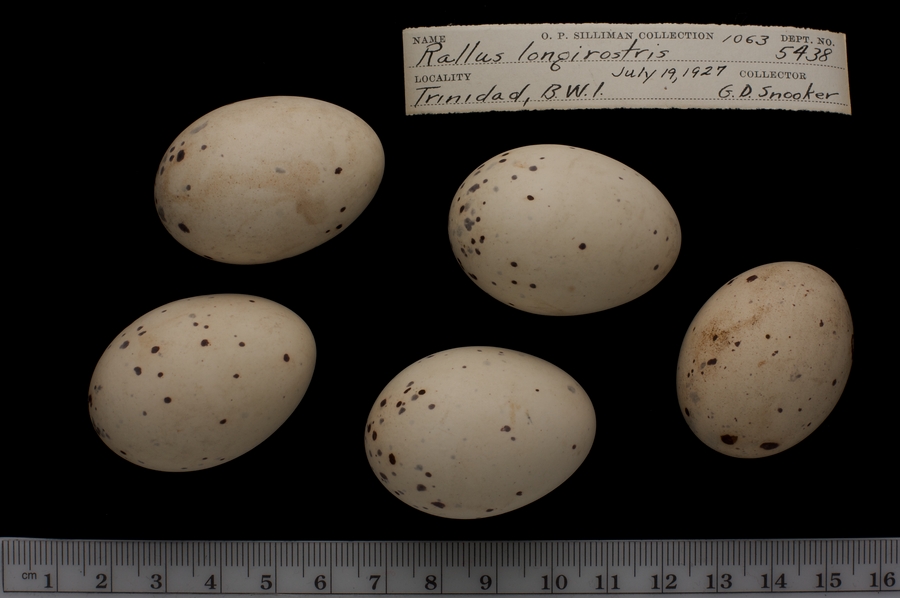 NAME O. P. SILLIMAN COLLECTION 1063 DEPT. NO.
Rallus longirostris 5438
LOCALITY July 19, 1927 COLLECTOR
Trinidad, B.W.I. G.D. Snooker
cm 1 2 3 4 5 6 7 8 9 10 11 12 13 14 15 16